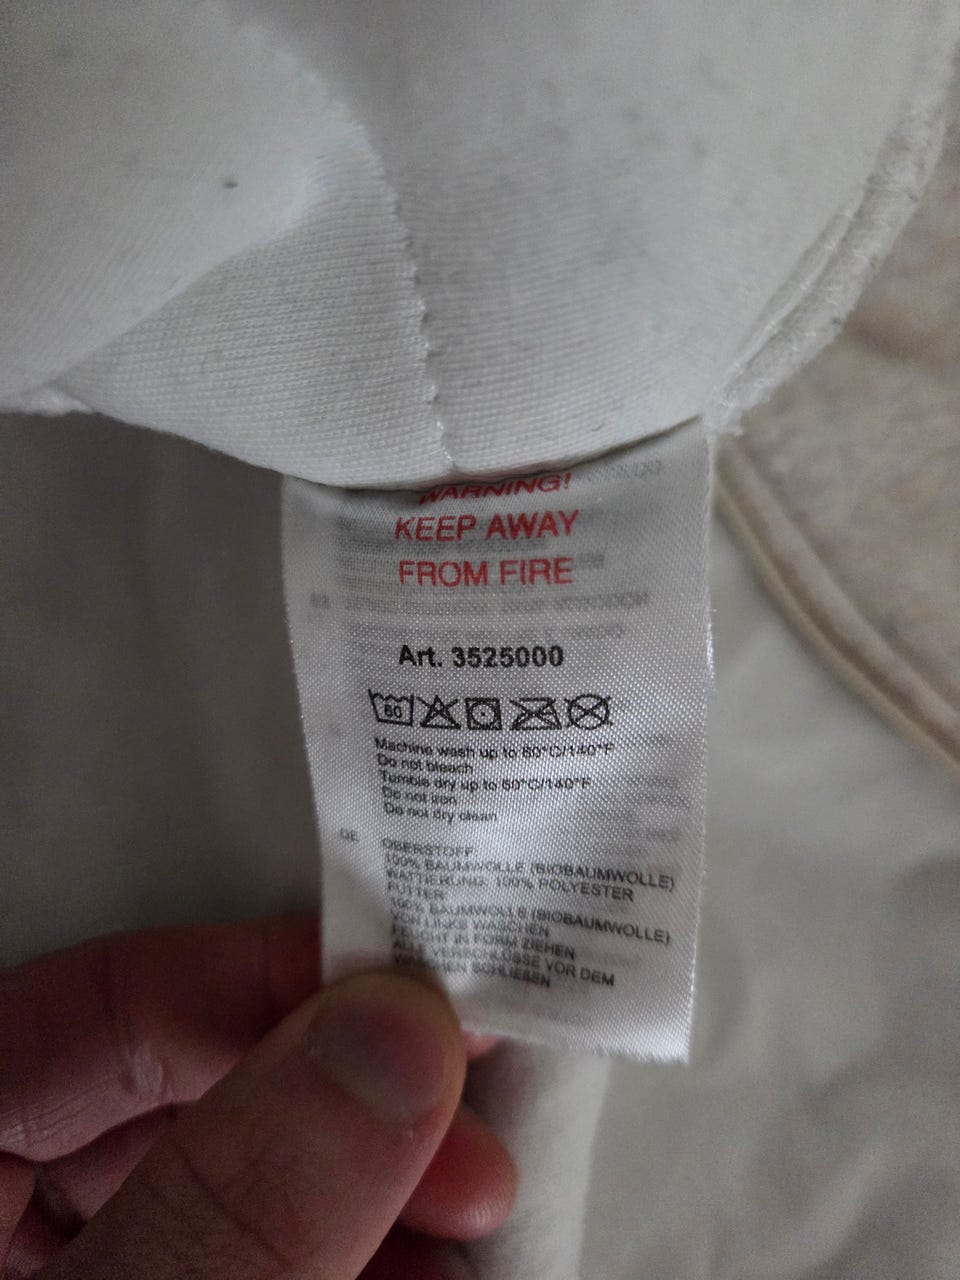 WARNING!
KEEP AWAY
FROM FIRE
Art. 3525000
60
Machine wash up to 60°C/140°F
Do not bleach
Tumble dry up to 60°C/140°F
Do not iron
Do not dry clean
DE
OBERSTOFF
100% BAUMWOLLE (BIOBAUMWOLLE)
WATTIERUNG: 100% POLYESTER
FUTTER
100% BAUMWOLLE (BIOBAUMWOLLE)
VON LINKS WASCHEN
FEUCHT IN FORM ZIEHEN
ALLE VERSCHLÜSSE VOR DEM
WASCHEN SCHLIEßEN